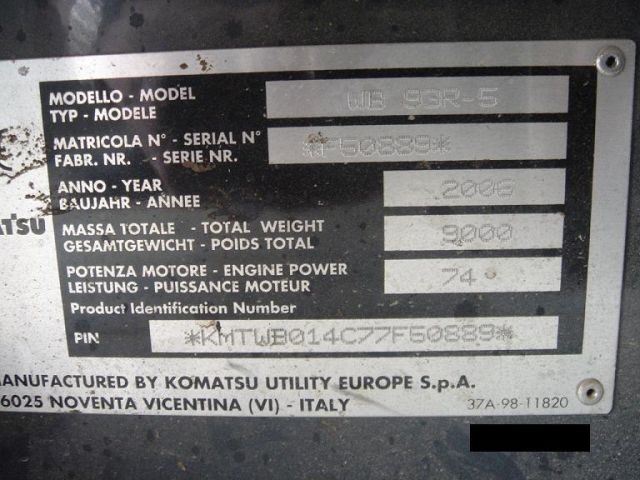 MODELLO - MODEL WB 93R-5
TYP - MODELE
MATRICOLA N° - SERIAL N° *F50889*
FABR. NR. - SERIE NR.
ANNO - YEAR 2006
BAUJAHR - ANNEE
ATSU
MASSA TOTALE - TOTAL WEIGHT 9000
GESAMTGEWICHT - POIDS TOTAL
POTENZA MOTORE - ENGINE POWER 74
LEISTUNG - PUISSANCE MOTEUR
Product Identification Number
PIN *KMTWB014C77F50889*
MANUFACTURED BY KOMATSU UTILITY EUROPE S.p.A.
6025 NOVENTA VICENTINA (VI) - ITALY 37A-98-11820